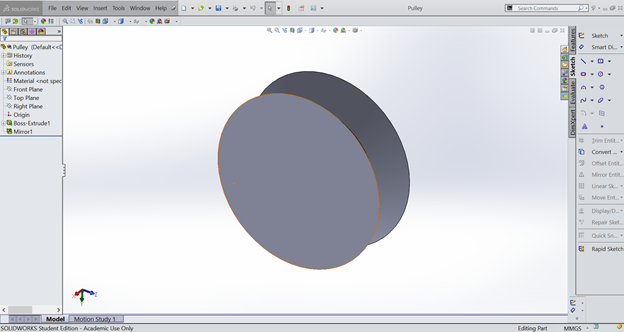 SOLIDWORKS File Edit View Insert Tools Window Help Pulley Search Commands
Pulley (Default<<D
History
Sensors
Annotations
Material <not spec
Front Plane
Top Plane
Right Plane
Origin
Boss-Extrude1
Mirror1
Features
Sketch
Evaluate
DimXpert
Sketch
Smart Di...
Trim Entit...
Convert ...
Offset Entit...
Mirror Entit...
Linear Sk...
Move Ent...
Display/D...
Repair Sket...
Quick Sn...
Rapid Sketch
Model Motion Study 1
SOLIDWORKS Student Edition - Academic Use Only Editing Part MMGS